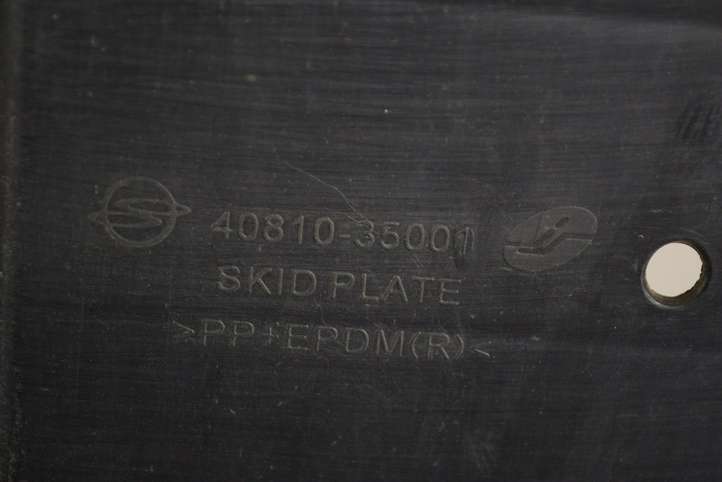 40810-35001
SKID PLATE
>PP+EPDM(R)<